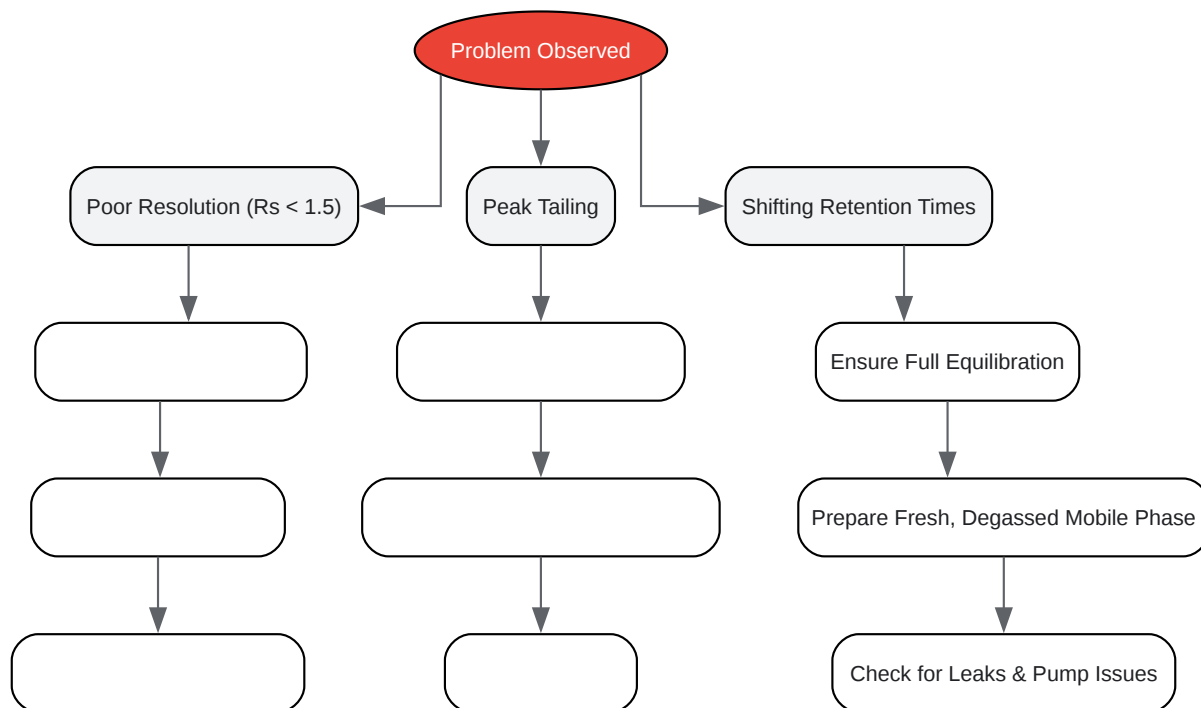 Problem Observed
Poor Resolution (Rs < 1.5)
Peak Tailing
Shifting Retention Times
Ensure Full Equilibration
Prepare Fresh, Degassed Mobile Phase
Check for Leaks & Pump Issues